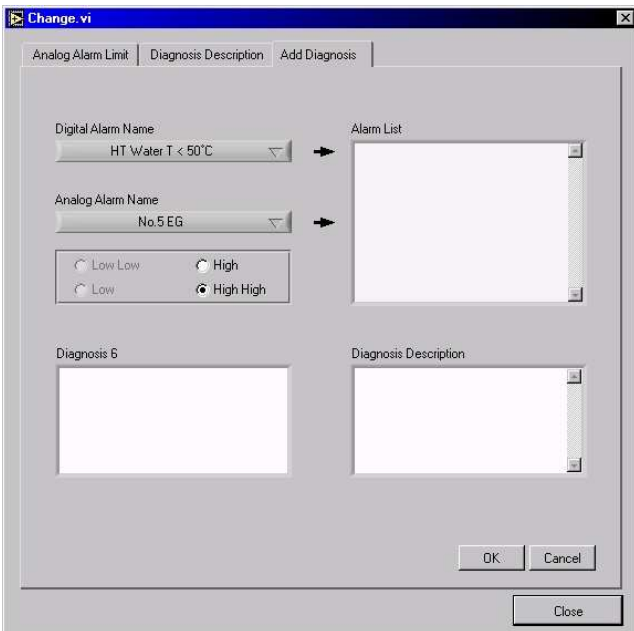 Change.vi
Analog Alarm Limit
Diagnosis Description
Add Diagnosis
Digital Alarm Name
HT Water T < 50°C
Alarm List
Analog Alarm Name
No.5 EG
Low Low
High
Low
High High
Diagnosis 6
Diagnosis Description
OK
Cancel
Close